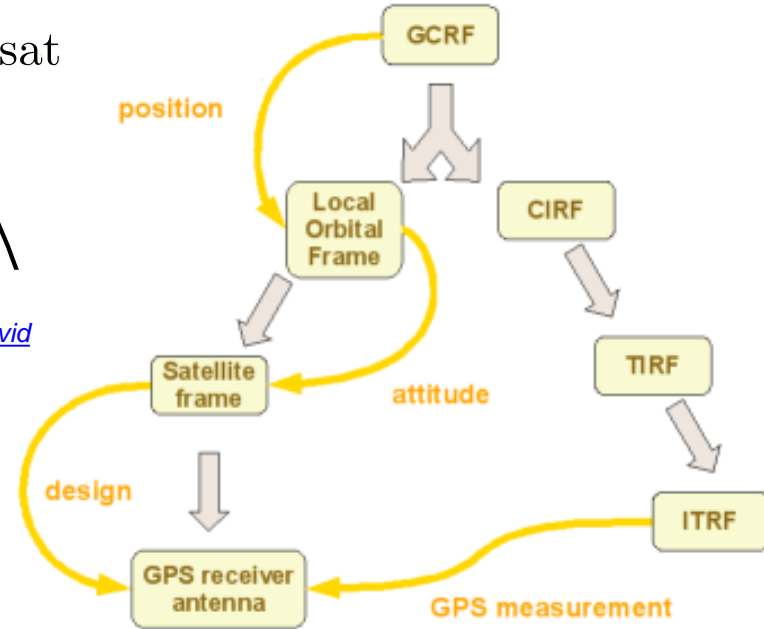 sat
GCRF
position
Local
Orbital
Frame
CIRF
vid
TIRF
Satellite
frame
attitude
design
ITRF
GPS receiver
antenna
GPS measurement